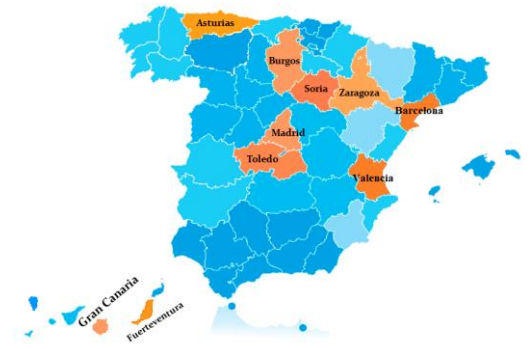 Asturias
Burgos
Soria
Zaragoza
Barcelona
Madrid
Toledo
Valencia
Gran Canaria
Fuerteventura